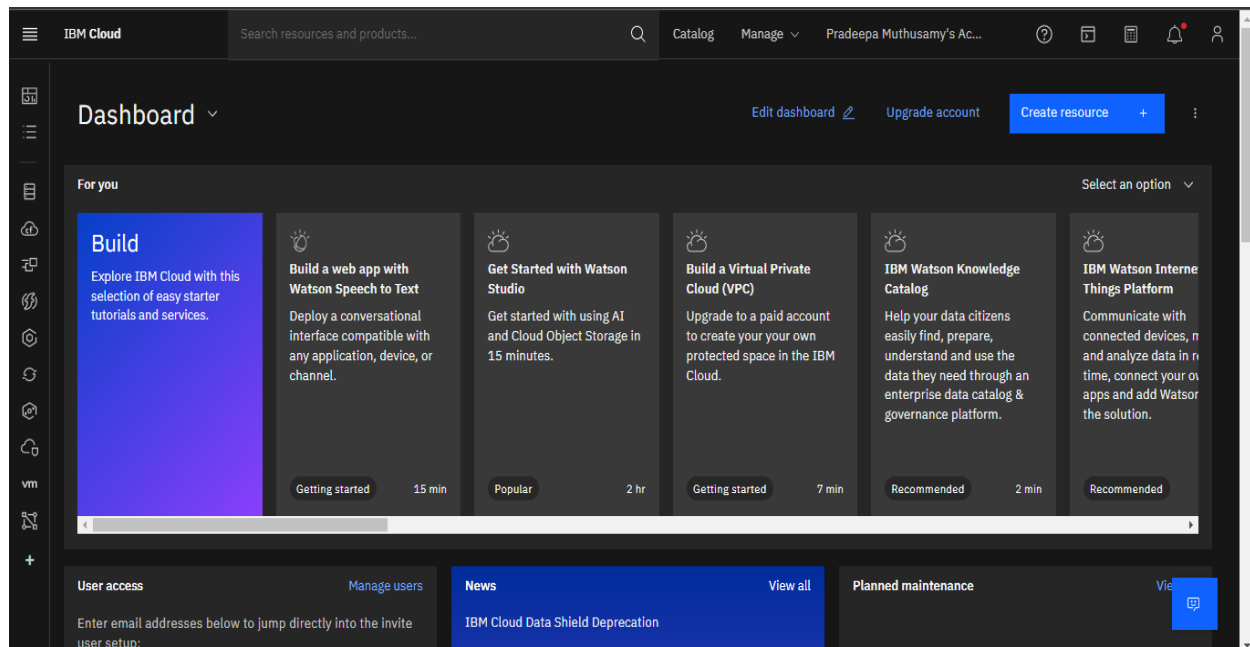 IBM Cloud
Search resources and products...
Catalog
Manage
Pradeepa Muthusamy's Ac...
Dashboard
Edit dashboard
Upgrade account
Create resource +
For you
Select an option
Build
Explore IBM Cloud with this
selection of easy starter
tutorials and services.
Build a web app with
Watson Speech to Text
Deploy a conversational
interface compatible with
any application, device, or
channel.
Getting started
15 min
Get Started with Watson
Studio
Get started with using AI
and Cloud Object Storage in
15 minutes.
Popular
2 hr
Build a Virtual Private
Cloud (VPC)
Upgrade to a paid account
to create your your own
protected space in the IBM
Cloud.
Getting started
7 min
IBM Watson Knowledge
Catalog
Help your data citizens
easily find, prepare,
understand and use the
data they need through an
enterprise data catalog &
governance platform.
Recommended
2 min
IBM Watson Interne
Things Platform
Communicate with
connected devices,
and analyze data in
time, connect your
apps and add Watson
the solution.
Recommended
cf
vm
+
User access
Manage users
Enter email addresses below to jump directly into the invite
user setup:
News
View all
IBM Cloud Data Shield Deprecation
Planned maintenance